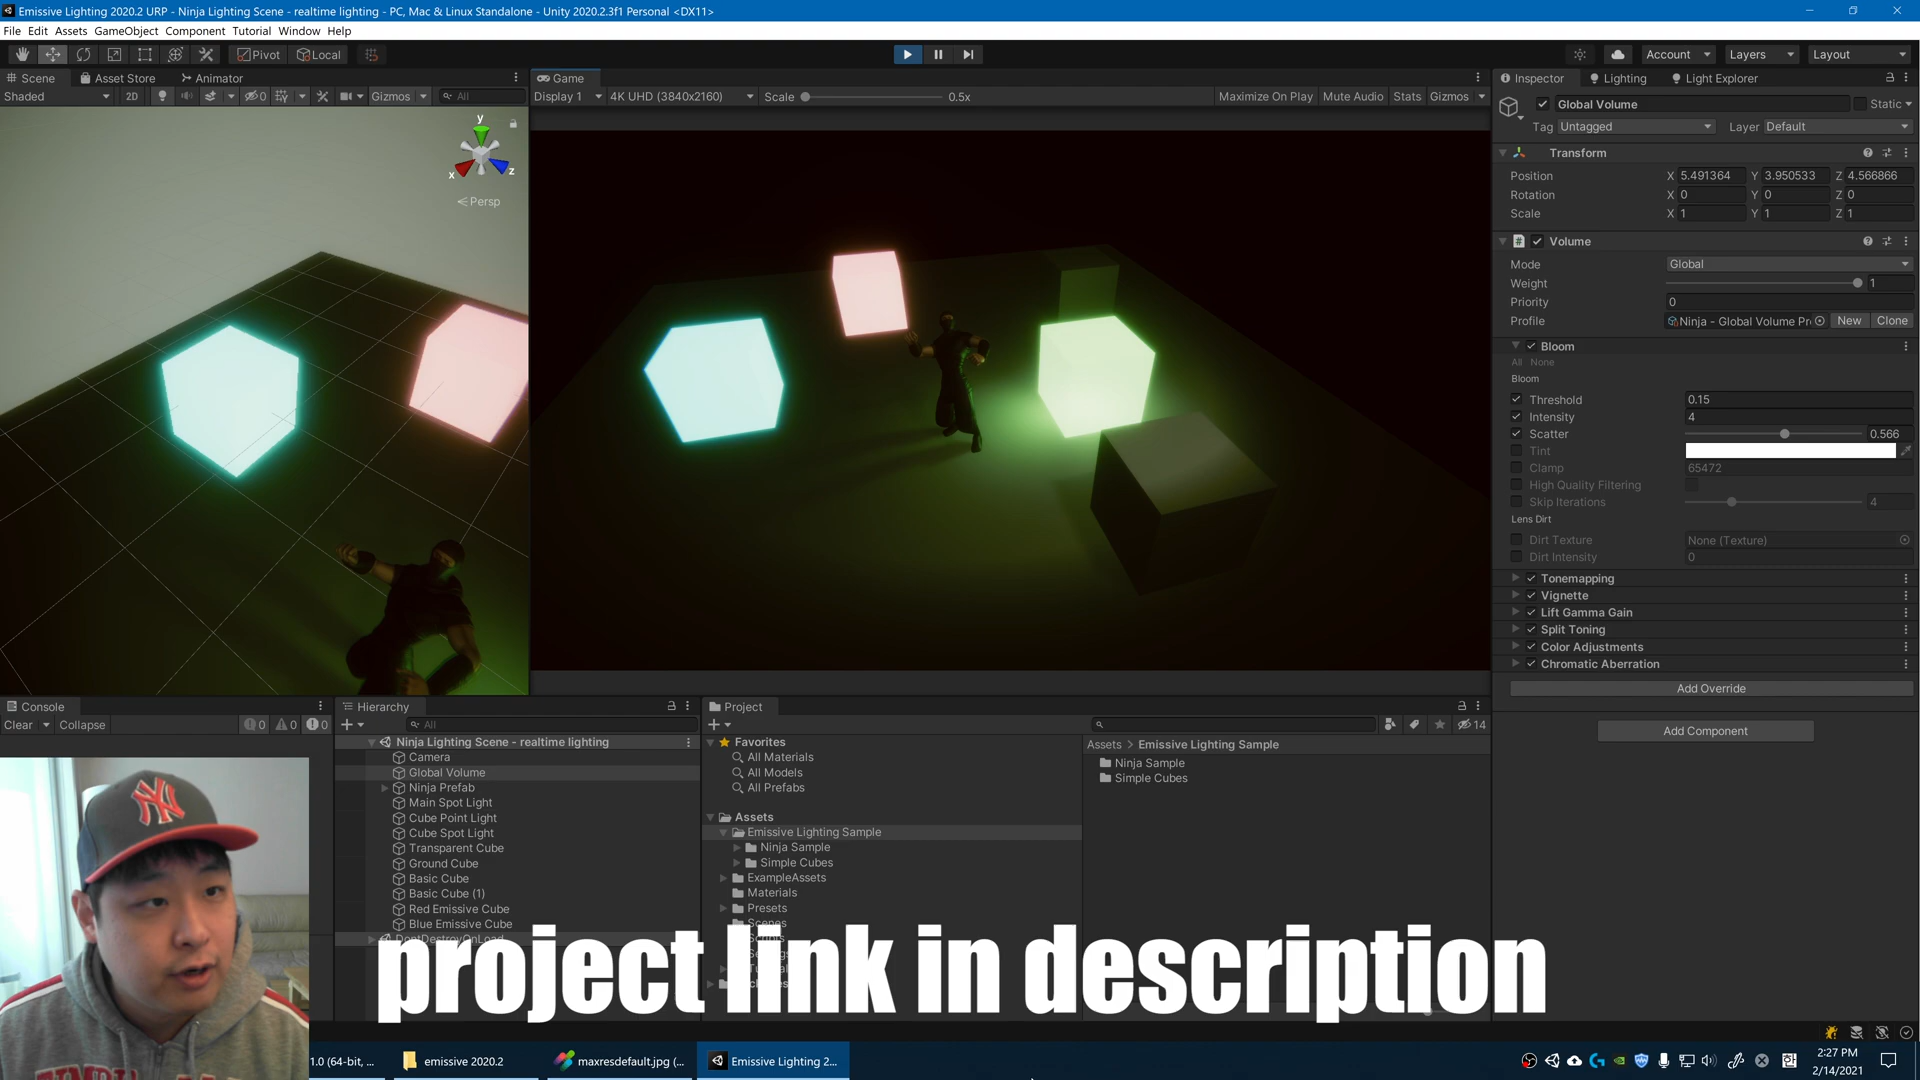 Emissive Lighting 2020.2 URP - Ninja Lighting Scene - realtime lighting - PC, Mac & Linux Standalone - Unity 2020.2.3f1 Personal <DX11>
File Edit Assets GameObject Component Tutorial Window Help
Pivot Local Account Layers Layout
Scene Asset Store Animator
Shaded 2D 0 Gizmos All
y
x z
Persp
Game
Display 1 4K UHD (3840x2160) Scale 0.5x Maximize On Play Mute Audio Stats Gizmos
Inspector Lighting Light Explorer
Global Volume Static
Tag Untagged Layer Default
Transform
Position X 5.491364 Y 3.950533 Z 4.566866
Rotation X 0 Y 0 Z 0
Scale X 1 Y 1 Z 1
Volume
Mode Global
Weight 1
Priority 0
Profile Ninja - Global Volume Pr New Clone
Bloom
All None
Bloom
Threshold 0.15
Intensity 4
Scatter 0.566
Tint
Clamp 65472
High Quality Filtering
Skip Iterations 4
Lens Dirt
Dirt Texture None (Texture)
Dirt Intensity 0
Tonemapping
Vignette
Lift Gamma Gain
Split Toning
Color Adjustments
Chromatic Aberration
Add Override
Add Component
Console
Clear Collapse 0 0 0
Hierarchy
All
Ninja Lighting Scene - realtime lighting
Camera
Global Volume
Ninja Prefab
Main Spot Light
Cube Point Light
Cube Spot Light
Transparent Cube
Ground Cube
Basic Cube
Basic Cube (1)
Red Emissive Cube
Blue Emissive Cube
DontDestroyOnLoad
Project
14
Favorites
All Materials
All Models
All Prefabs
Assets
Emissive Lighting Sample
Ninja Sample
Simple Cubes
ExampleAssets
Materials
Presets
Scenes
Assets > Emissive Lighting Sample
Ninja Sample
Simple Cubes
NY
project link in description
1.0 (64-bit, ...
emissive 2020.2
maxresdefault.jpg (...
Emissive Lighting 2...
한
2:27 PM
2/14/2021